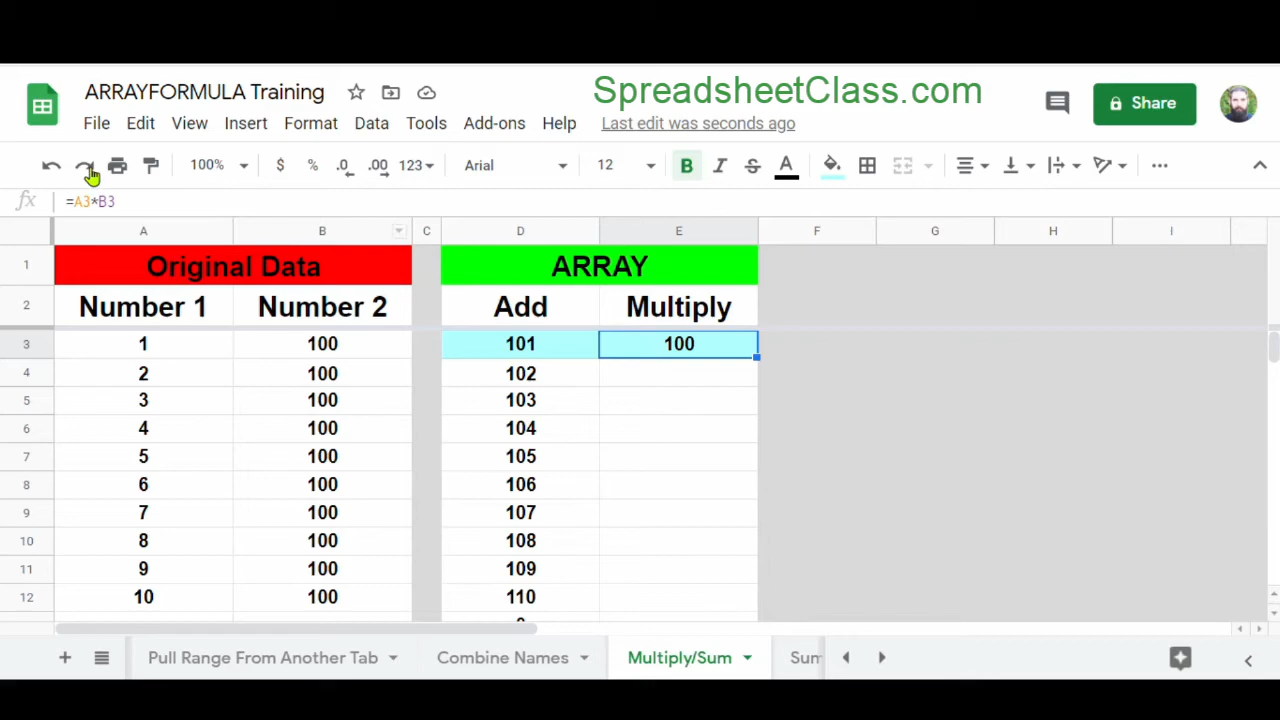 ARRAYFORMULA Training
SpreadsheetClass.com
Share
File Edit View Insert Format Data Tools Add-ons Help Last edit was seconds ago
100% $ % .0 .00 123 Arial 12 B I S A
fx =A3*B3
A B C D E F G H I
1 Original Data ARRAY
2 Number 1 Number 2 Add Multiply
3 1 100 101 100
4 2 100 102
5 3 100 103
6 4 100 104
7 5 100 105
8 6 100 106
9 7 100 107
10 8 100 108
11 9 100 109
12 10 100 110
Pull Range From Another Tab Combine Names Multiply/Sum Sum